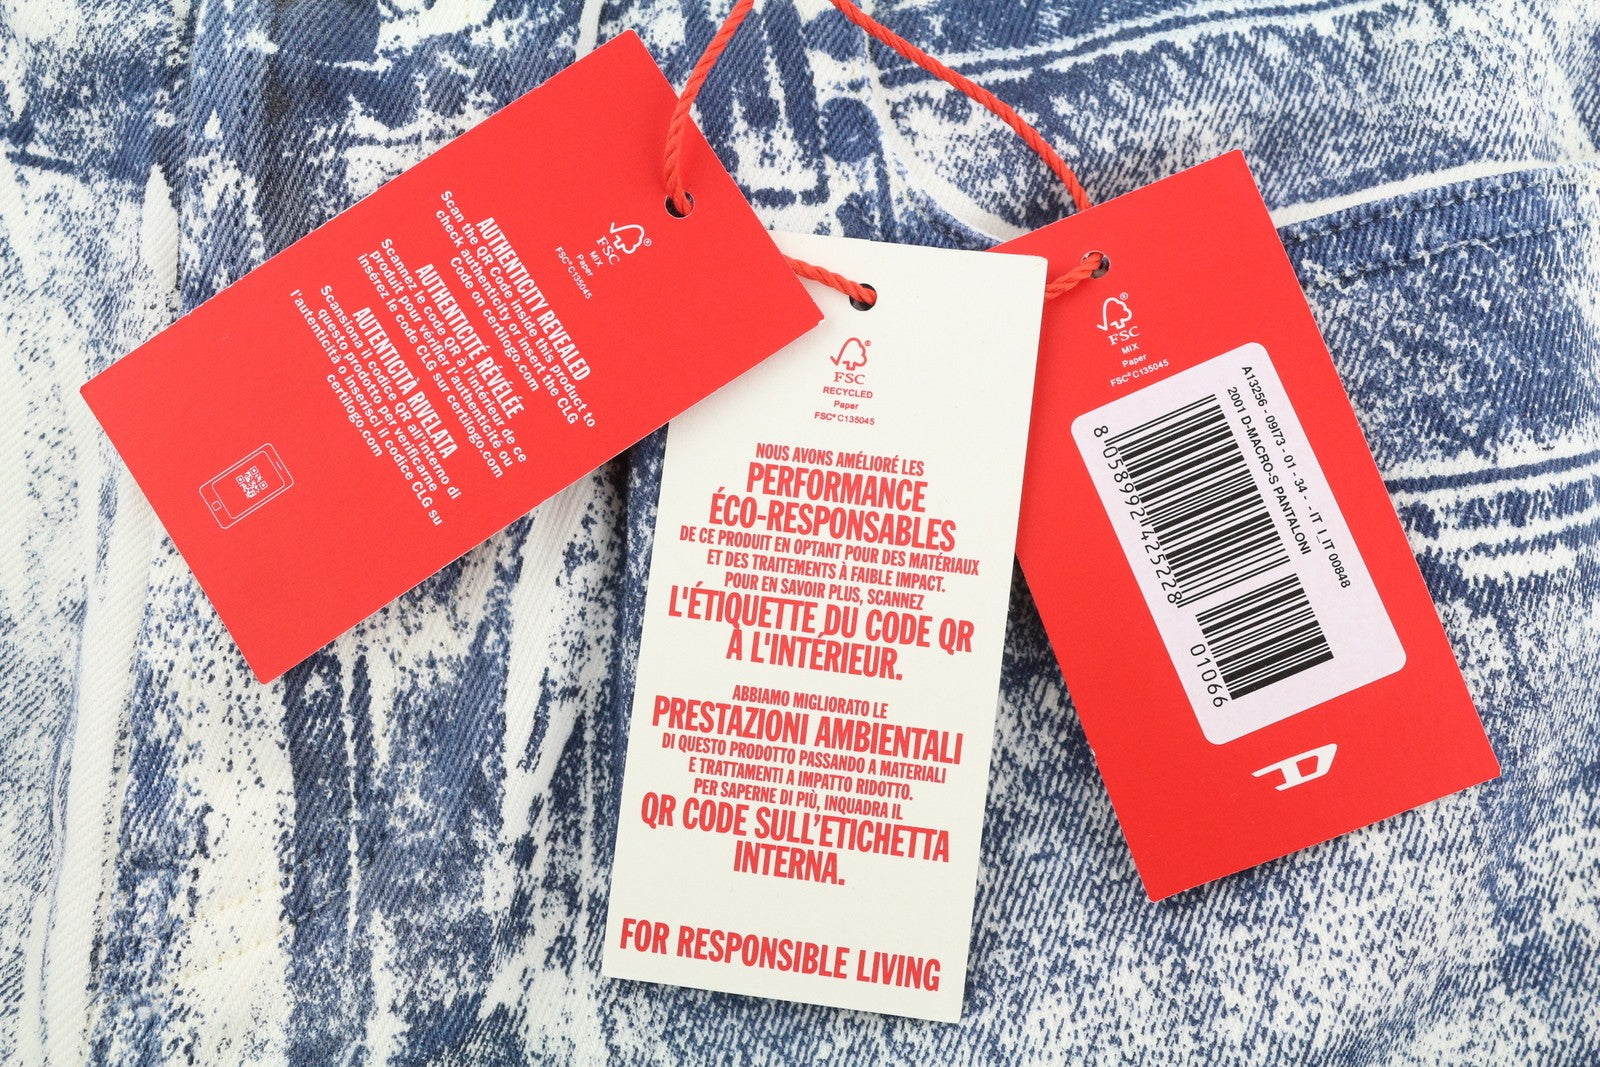 FSC®
MIX
Paper
FSC® C135045
AUTHENTICITY REVEALED
Scan the QR Code inside this product to
check authenticity or insert the CLG
Code on certilogo.com
AUTHENTICITÉ RÉVÉLÉE
Scannez le code QR à l'intérieur de ce
produit pour vérifier l'authenticité ou
insérez le code CLG sur certilogo.com
AUTENTICITÀ RIVELATA
Scansiona il codice QR all'interno di
questo prodotto per verificarne
l'autenticità o inserisci il codice CLG su
certilogo.com
FSC®
RECYCLED
Paper
FSC® C135045
NOUS AVONS AMÉLIORÉ LES
PERFORMANCE
ÉCO-RESPONSABLES
DE CE PRODUIT EN OPTANT POUR DES MATÉRIAUX
ET DES TRAITEMENTS À FAIBLE IMPACT.
POUR EN SAVOIR PLUS, SCANNEZ
L'ÉTIQUETTE DU CODE QR
À L'INTÉRIEUR.
ABBIAMO MIGLIORATO LE
PRESTAZIONI AMBIENTALI
DI QUESTO PRODOTTO PASSANDO A MATERIALI
E TRATTAMENTI A IMPATTO RIDOTTO.
PER SAPERNE DI PIÙ, INQUADRA IL
QR CODE SULL'ETICHETTA
INTERNA.
FOR RESPONSIBLE LIVING
FSC®
MIX
Paper
FSC® C135045
A13256 - 09I73 - 01 - 34 - - IT I_IT 00848
2001 D-MACRO-S PANTALONI
8 058992 425228
01066
D